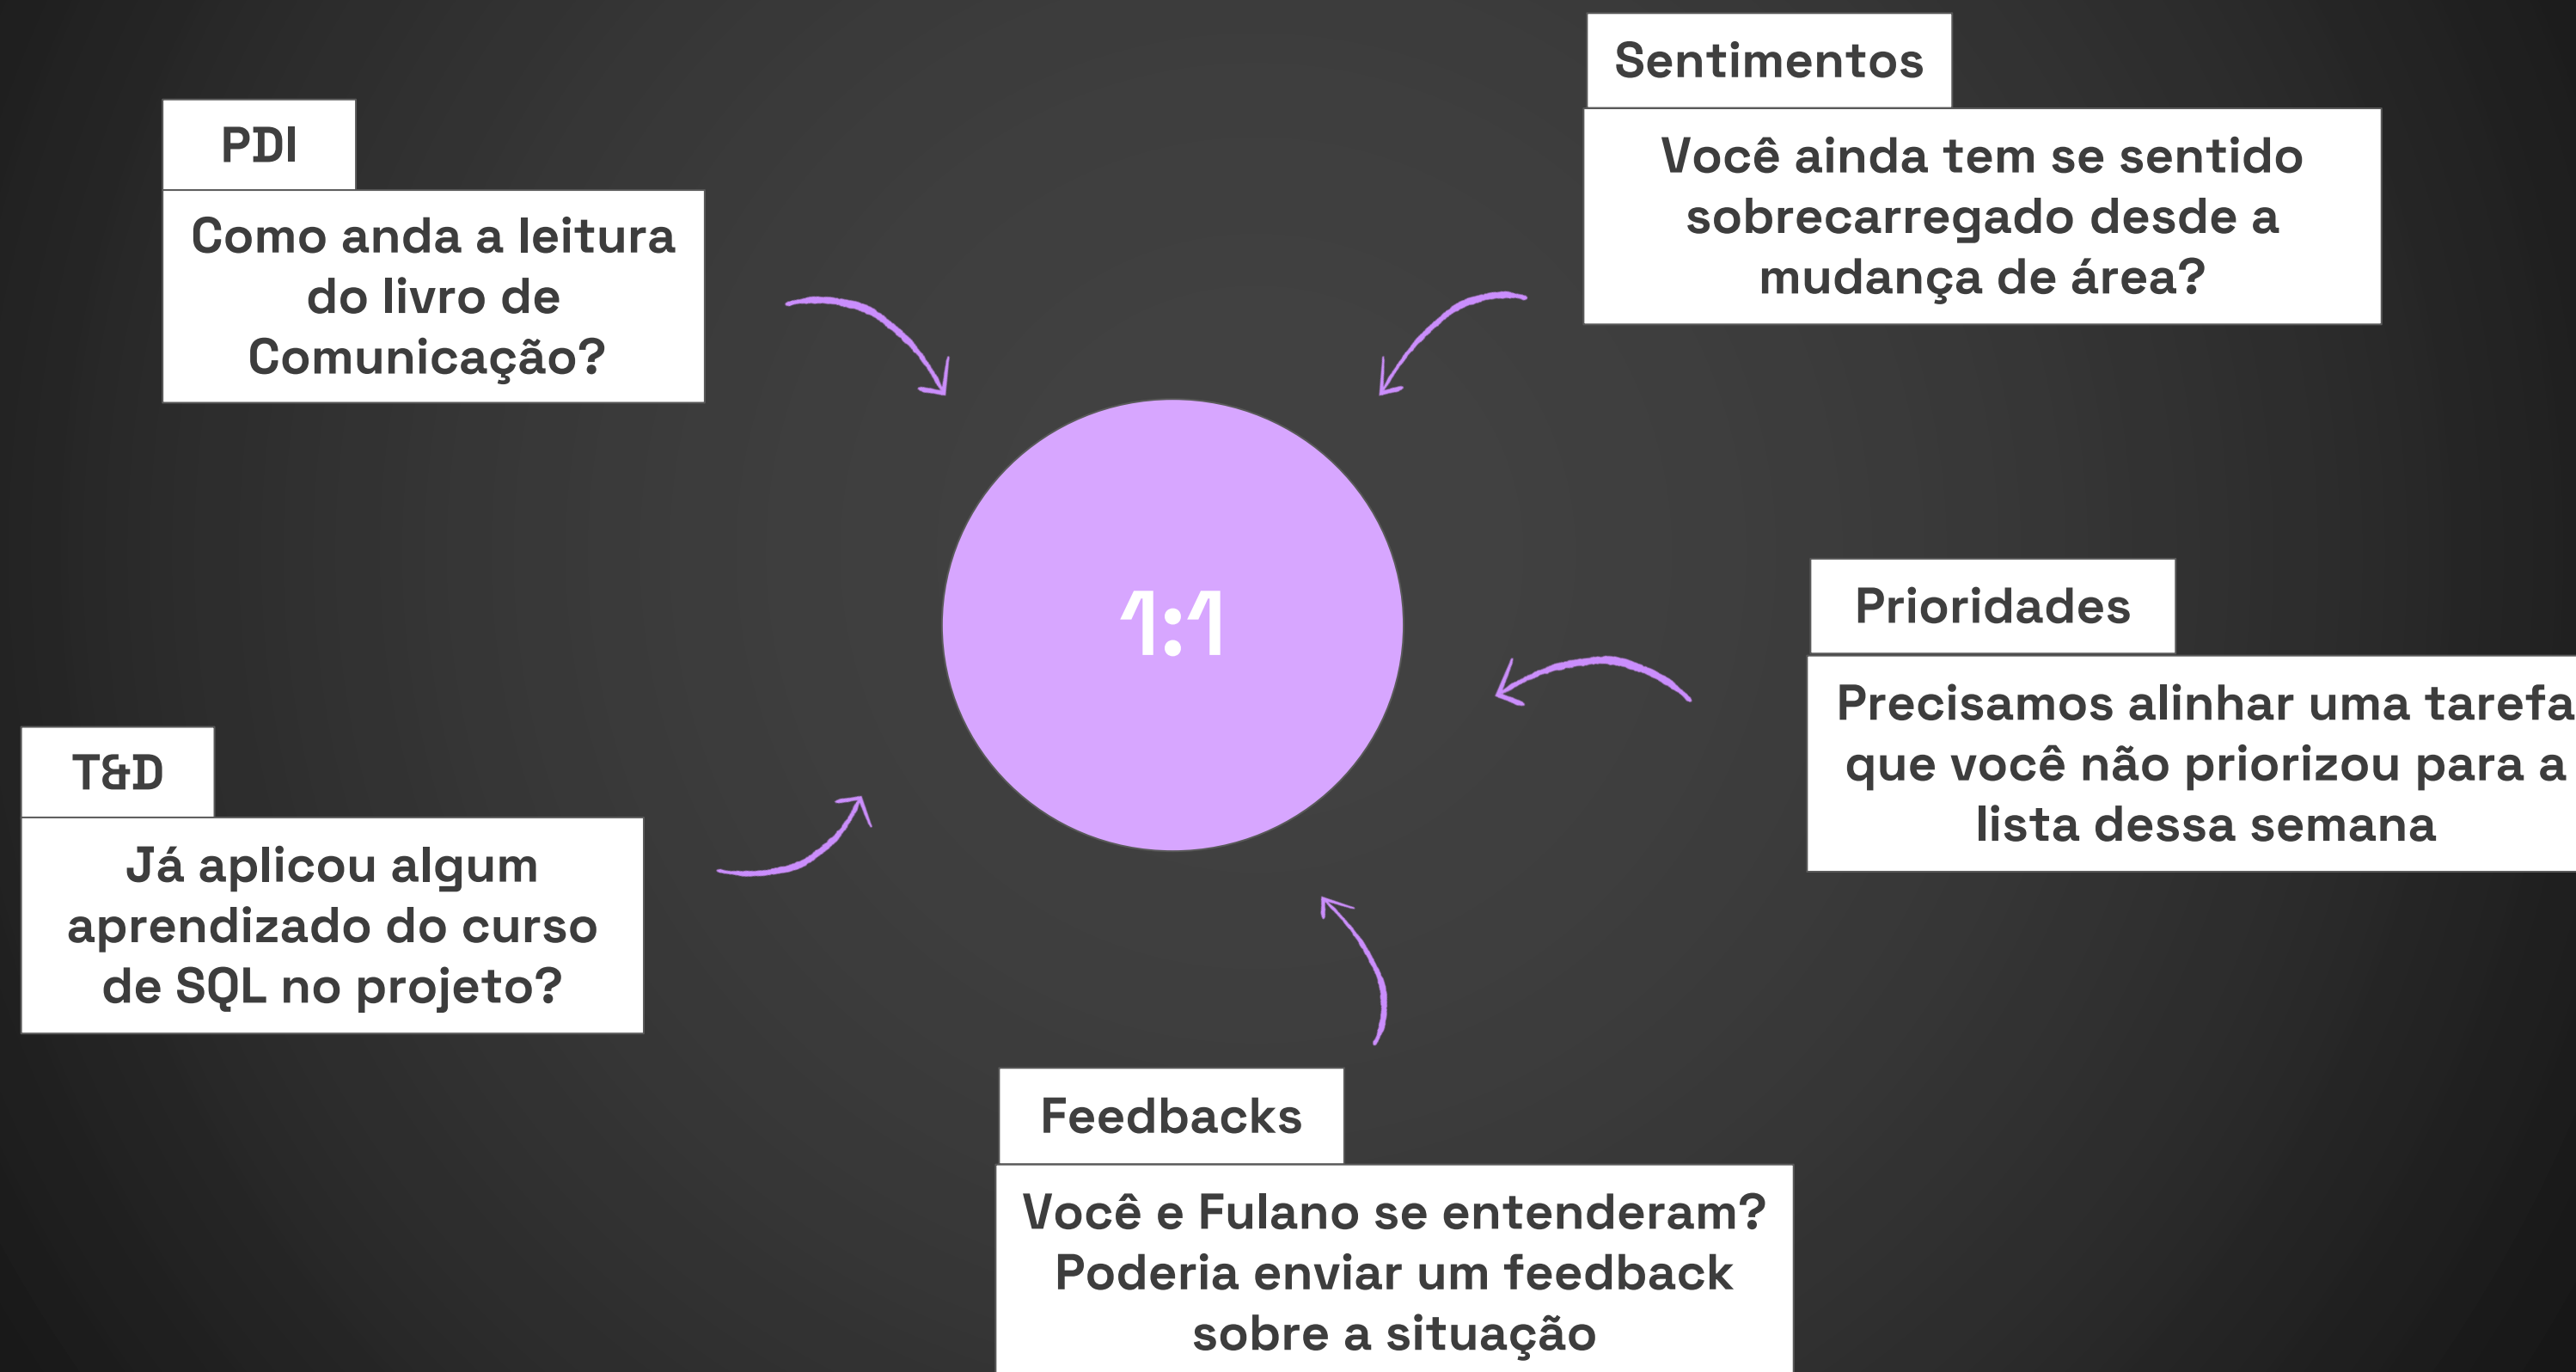 PDI
Como anda a leitura
do livro de
Comunicação?
Sentimentos
Você ainda tem se sentido
sobrecarregado desde a
mudança de área?
1:1
Prioridades
Precisamos alinhar uma tarefa
que você não priorizou para a
lista dessa semana
T&D
Já aplicou algum
aprendizado do curso
de SQL no projeto?
Feedbacks
Você e Fulano se entenderam?
Poderia enviar um feedback
sobre a situação